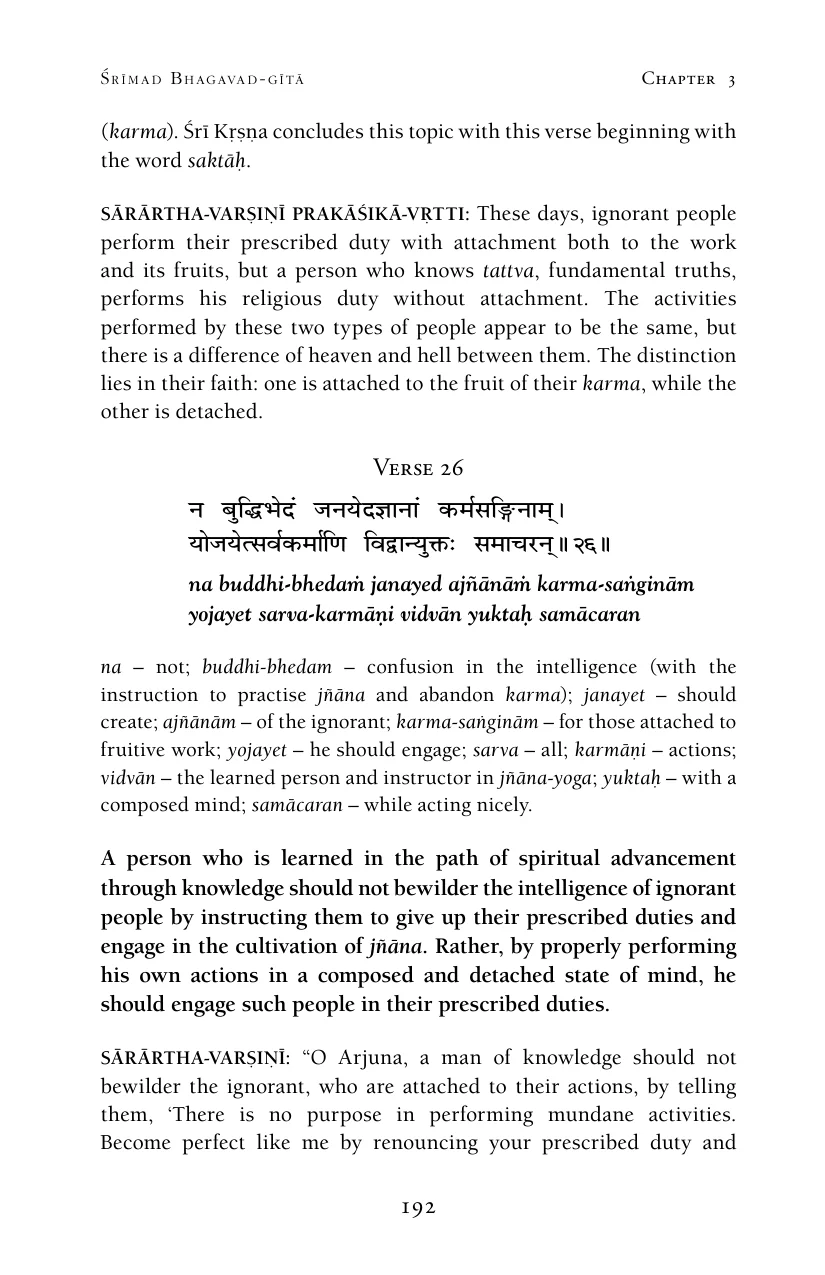 Śrīmad Bhagavad-gītā Chapter 3
(karma). Śrī Kṛṣṇa concludes this topic with this verse beginning with
the word saktāḥ.
SĀRĀRTHA-VARṢIṆĪ PRAKĀŚIKĀ-VṚTTI: These days, ignorant people
perform their prescribed duty with attachment both to the work
and its fruits, but a person who knows tattva, fundamental truths,
performs his religious duty without attachment. The activities
performed by these two types of people appear to be the same, but
there is a difference of heaven and hell between them. The distinction
lies in their faith: one is attached to the fruit of their karma, while the
other is detached.
Verse 26
न बुद्धिभेदं जनयेदज्ञानां कर्मसङ्गिनाम्।
योजयेत्सर्वकर्माणि विद्वान्युक्तः समाचरन्॥२६॥
na buddhi-bhedaṁ janayed ajñānāṁ karma-saṅginām
yojayet sarva-karmāṇi vidvān yuktaḥ samācaran
na – not; buddhi-bhedam – confusion in the intelligence (with the
instruction to practise jñāna and abandon karma); janayet – should
create; ajñānām – of the ignorant; karma-saṅginām – for those attached to
fruitive work; yojayet – he should engage; sarva – all; karmāṇi – actions;
vidvān – the learned person and instructor in jñāna-yoga; yuktaḥ – with a
composed mind; samācaran – while acting nicely.
A person who is learned in the path of spiritual advancement
through knowledge should not bewilder the intelligence of ignorant
people by instructing them to give up their prescribed duties and
engage in the cultivation of jñāna. Rather, by properly performing
his own actions in a composed and detached state of mind, he
should engage such people in their prescribed duties.
SĀRĀRTHA-VARṢIṆĪ: “O Arjuna, a man of knowledge should not
bewilder the ignorant, who are attached to their actions, by telling
them, ‘There is no purpose in performing mundane activities.
Become perfect like me by renouncing your prescribed duty and
192